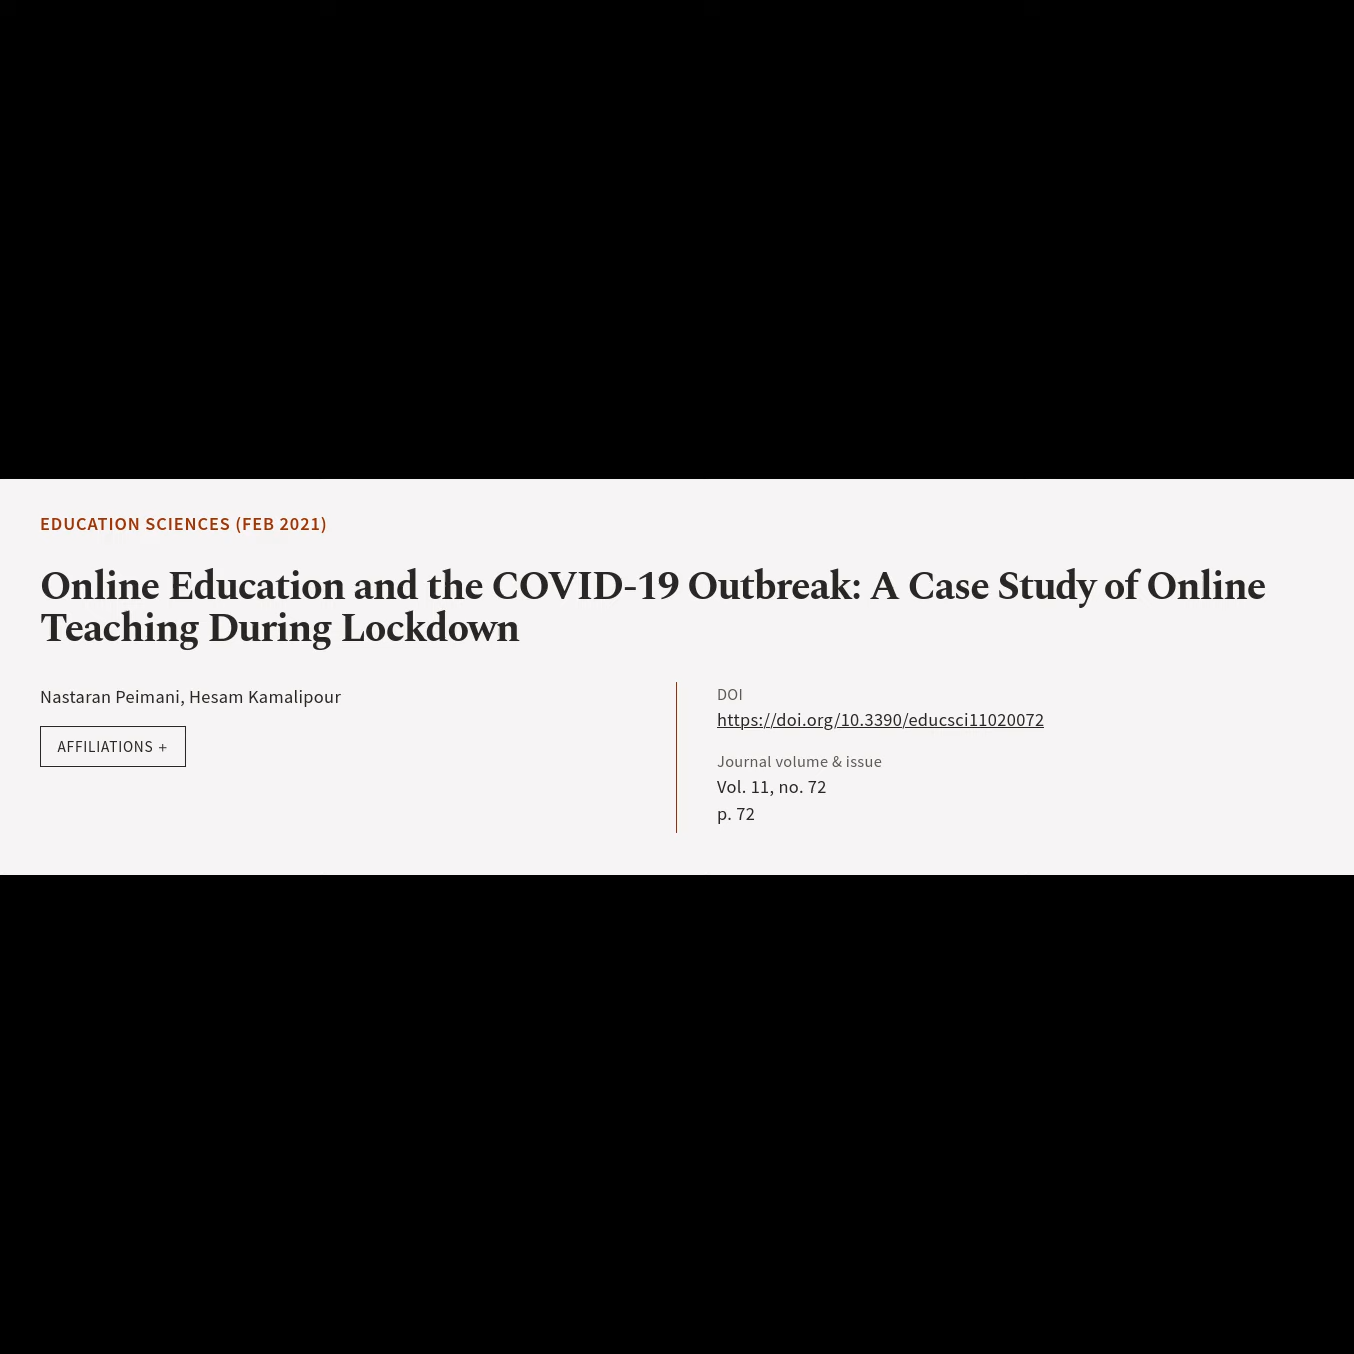 EDUCATION SCIENCES (FEB 2021)
Online Education and the COVID-19 Outbreak: A Case Study of Online
Teaching During Lockdown
Nastaran Peimani, Hesam Kamalipour
AFFILIATIONS +
DOI
https://doi.org/10.3390/educsci11020072
Journal volume & issue
Vol. 11, no. 72
p. 72